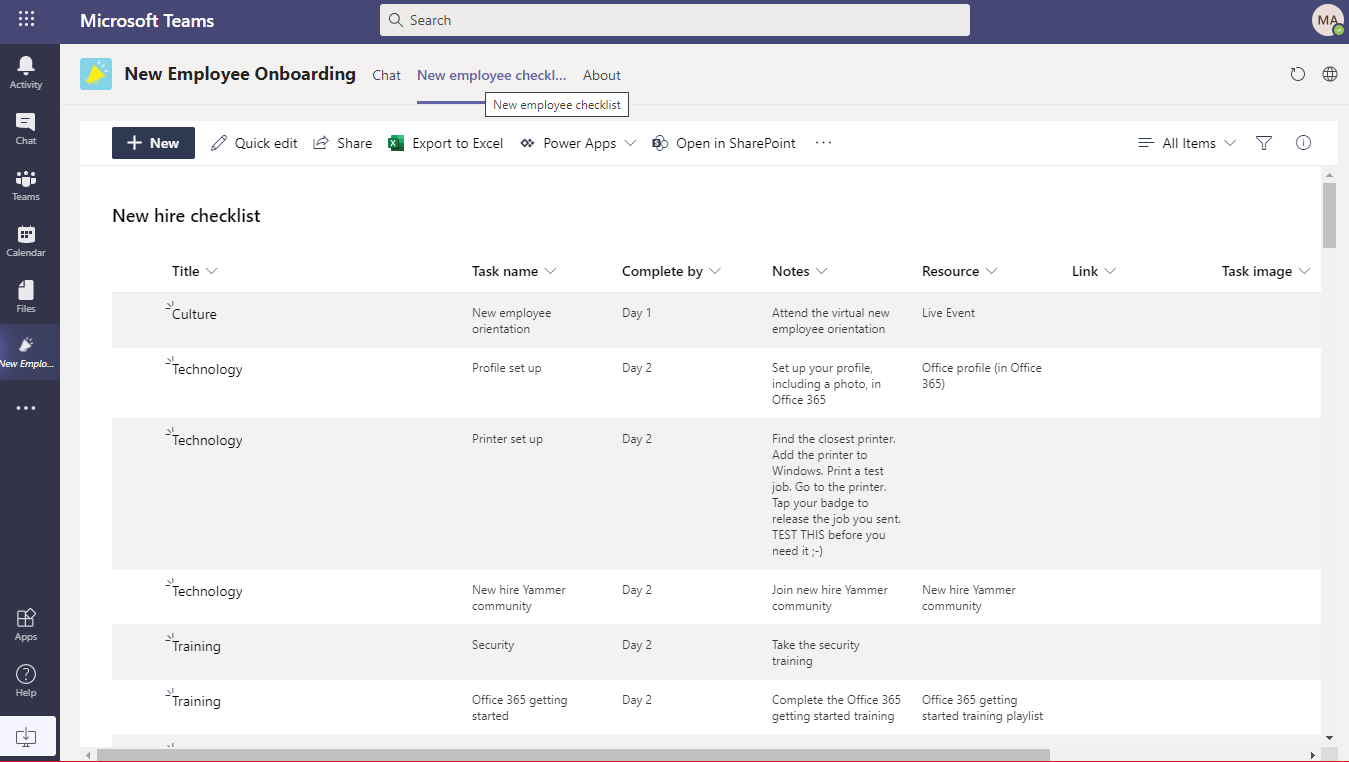 Microsoft Teams
Search
MA
Activity
Chat
Teams
Calendar
Files
New Emplo...
Apps
Help
New Employee Onboarding
Chat
New employee checkl...
About
New employee checklist
New
Quick edit
Share
Export to Excel
Power Apps
Open in SharePoint
All Items
New hire checklist
Title
Task name
Complete by
Notes
Resource
Link
Task image
Culture
New employee
orientation
Day 1
Attend the virtual new
employee orientation
Live Event
Technology
Profile set up
Day 2
Set up your profile,
including a photo, in
Office 365
Office profile (in Office
365)
Technology
Printer set up
Day 2
Find the closest printer.
Add the printer to
Windows. Print a test
job. Go to the printer.
Tap your badge to
release the job you sent.
TEST THIS before you
need it ;-)
Technology
New hire Yammer
community
Day 2
Join new hire Yammer
community
New hire Yammer
community
Training
Security
Day 2
Take the security
training
Training
Office 365 getting
started
Day 2
Complete the Office 365
getting started training
Office 365 getting
started training playlist